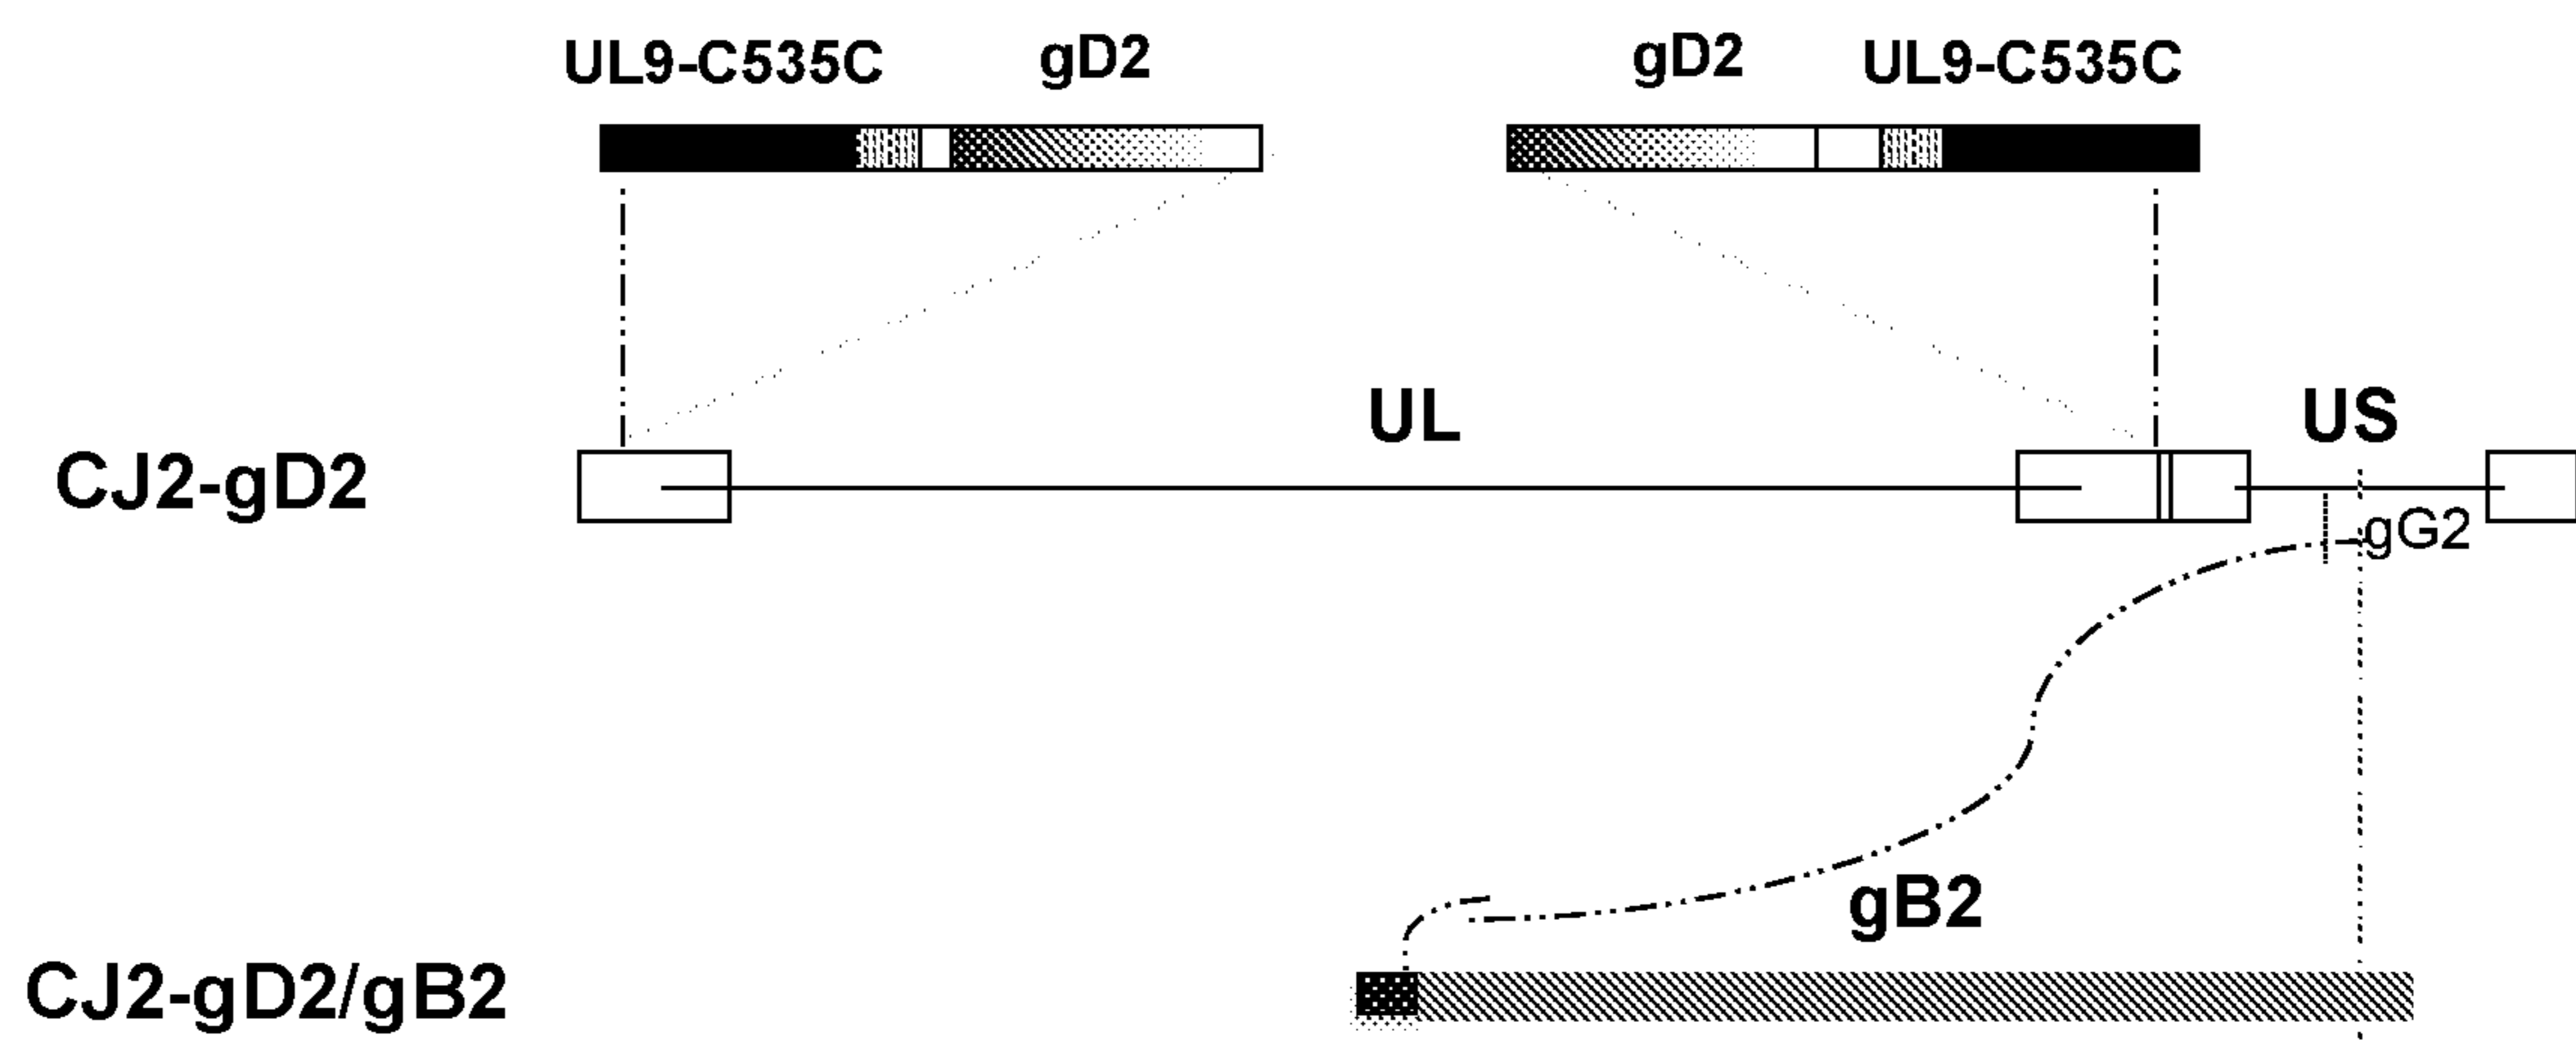 UL9-C535C gD2 gD2 UL9-C535C
UL US
CJ2-gD2
gG2
gB2
CJ2-gD2/gB2